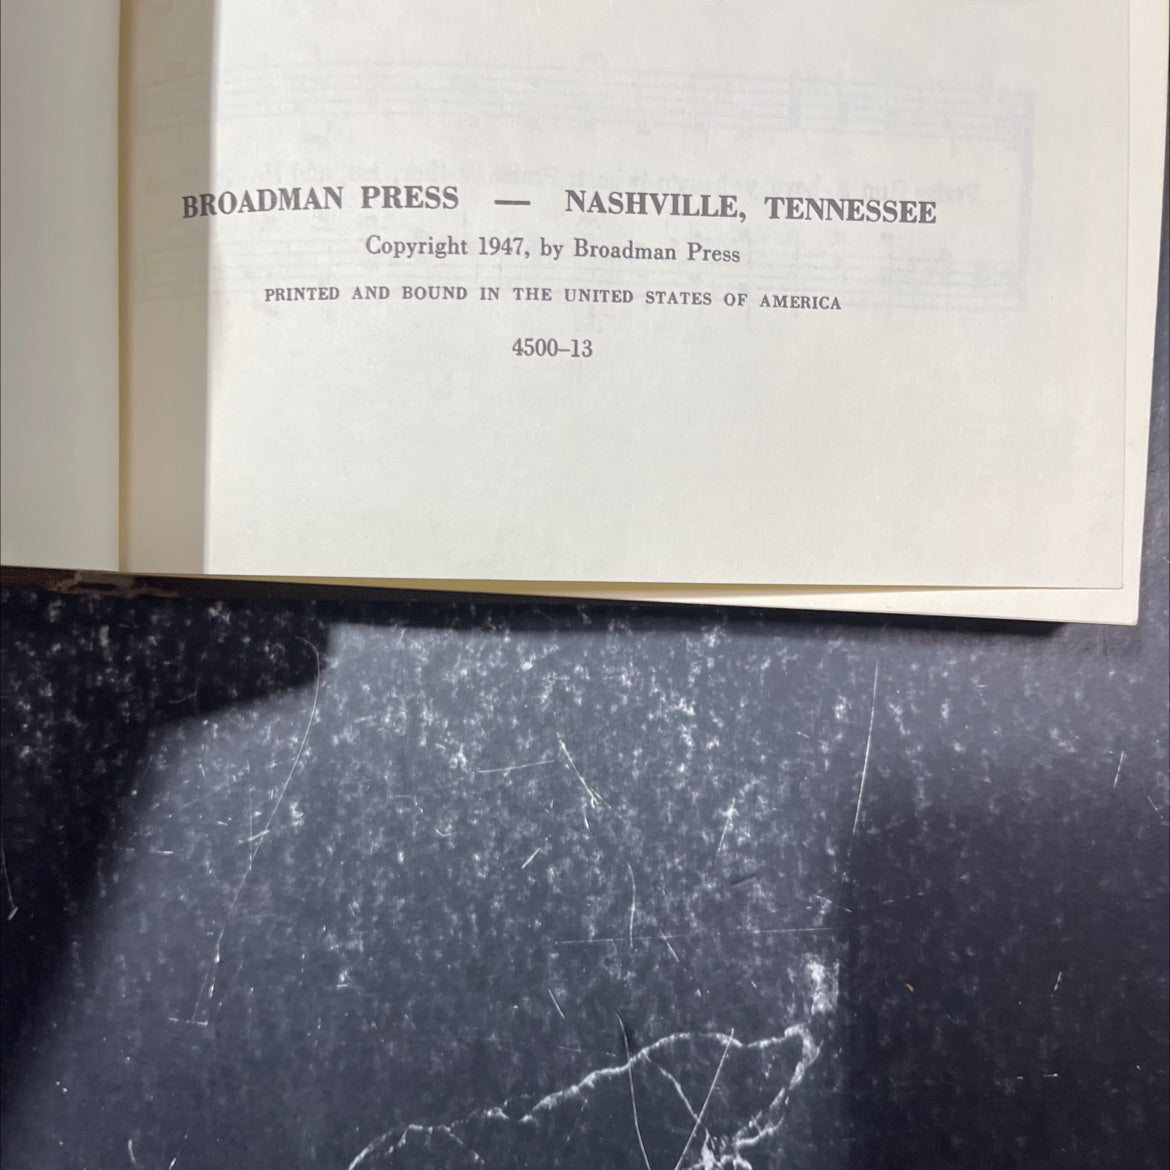 BROADMAN PRESS — NASHVILLE, TENNESSEE
Copyright 1947, by Broadman Press
PRINTED AND BOUND IN THE UNITED STATES OF AMERICA
4500–13